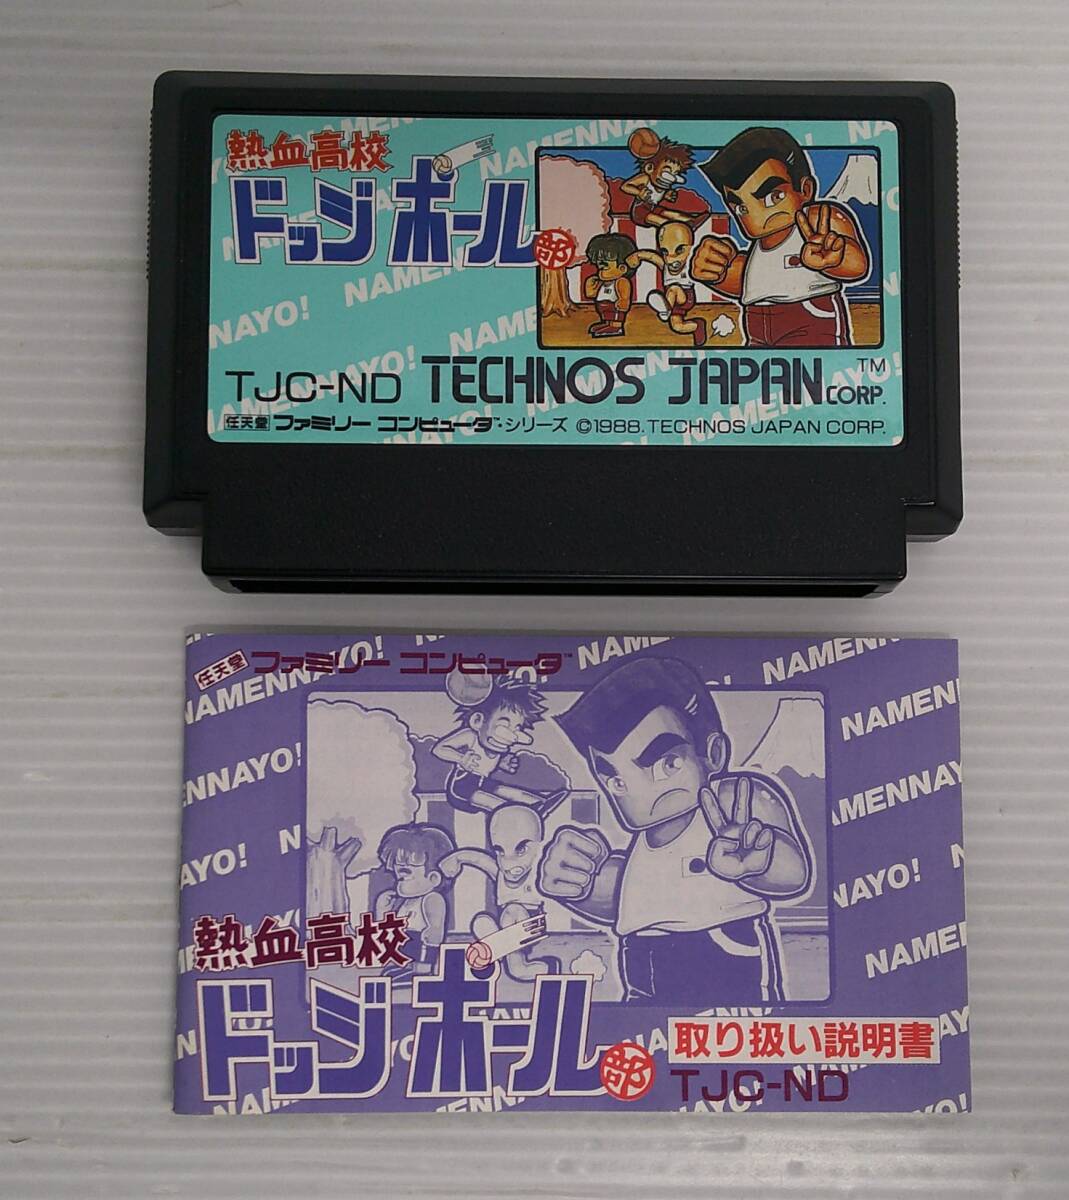 熱血高校
ドッジボール部
NAMENNAYO!
TJC-ND TECHNOS JAPAN CORP. TM
任天堂 ファミリー コンピュータ・シリーズ ©1988. TECHNOS JAPAN CORP.
任天堂 ファミリー コンピュータ™
NAMENNAYO!
熱血高校
ドッジボール部
取り扱い説明書
TJC-ND